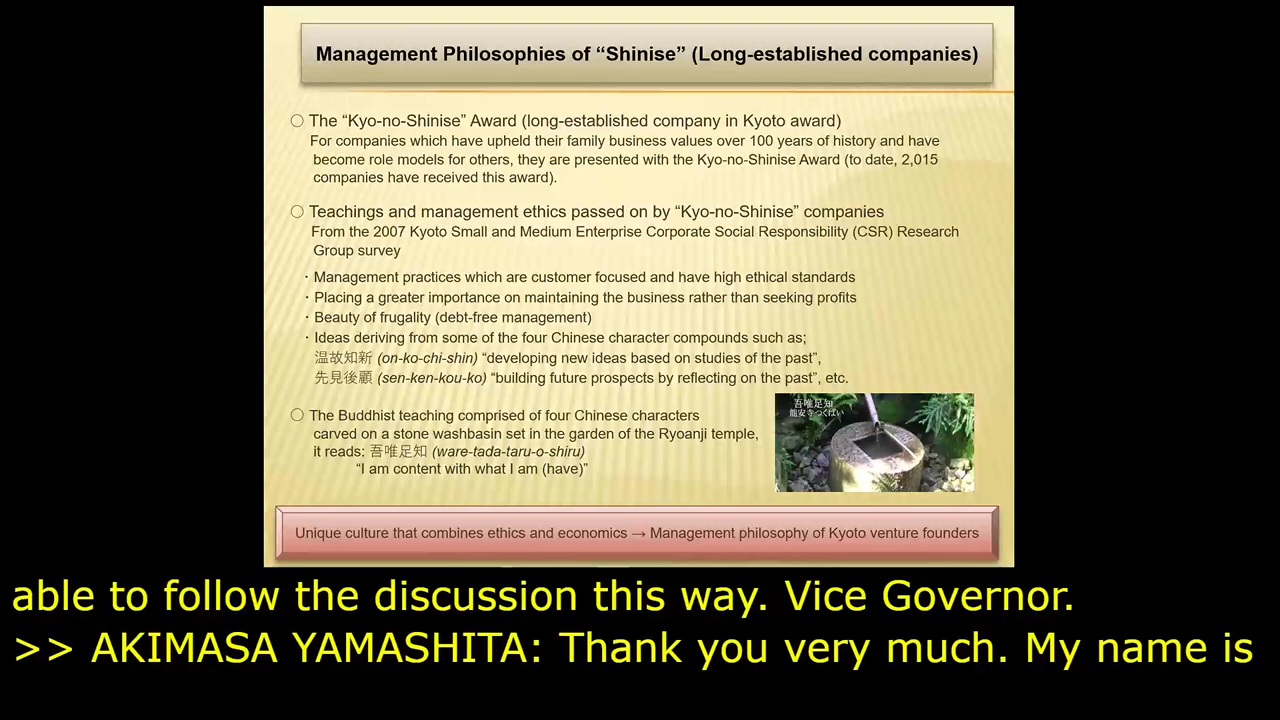 Management Philosophies of “Shinise” (Long-established companies)
○ The “Kyo-no-Shinise” Award (long-established company in Kyoto award)
For companies which have upheld their family business values over 100 years of history and have
become role models for others, they are presented with the Kyo-no-Shinise Award (to date, 2,015
companies have received this award).
○ Teachings and management ethics passed on by “Kyo-no-Shinise” companies
From the 2007 Kyoto Small and Medium Enterprise Corporate Social Responsibility (CSR) Research
Group survey
・Management practices which are customer focused and have high ethical standards
・Placing a greater importance on maintaining the business rather than seeking profits
・Beauty of frugality (debt-free management)
・Ideas deriving from some of the four Chinese character compounds such as;
温故知新 (on-ko-chi-shin) “developing new ideas based on studies of the past”,
先見後顧 (sen-ken-kou-ko) “building future prospects by reflecting on the past”, etc.
○ The Buddhist teaching comprised of four Chinese characters
carved on a stone washbasin set in the garden of the Ryoanji temple,
it reads: 吾唯足知 (ware-tada-taru-o-shiru)
“I am content with what I am (have)”
吾唯足知
龍安寺つくばい
Unique culture that combines ethics and economics → Management philosophy of Kyoto venture founders
able to follow the discussion this way. Vice Governor.
>> AKIMASA YAMASHITA: Thank you very much. My name is